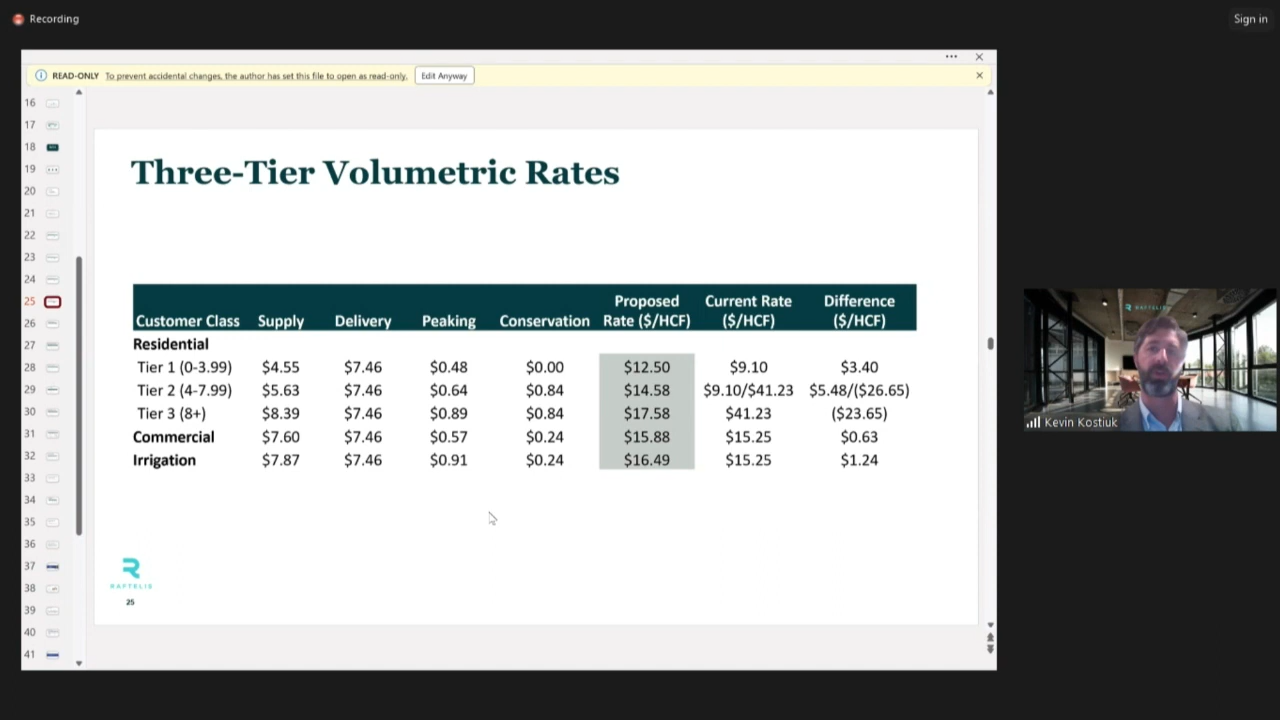 Recording
Sign in
READ-ONLY To prevent accidental changes, the author has set this file to open as read-only. Edit Anyway
16
17
18
19
20
21
22
23
24
25
26
27
28
29
30
31
32
33
34
35
36
37
38
39
40
41
Three-Tier Volumetric Rates
Customer Class Supply Delivery Peaking Conservation Proposed Rate ($/HCF) Current Rate ($/HCF) Difference ($/HCF)
Residential
Tier 1 (0-3.99) $4.55 $7.46 $0.48 $0.00 $12.50 $9.10 $3.40
Tier 2 (4-7.99) $5.63 $7.46 $0.64 $0.84 $14.58 $9.10/$41.23 $5.48/($26.65)
Tier 3 (8+) $8.39 $7.46 $0.89 $0.84 $17.58 $41.23 ($23.65)
Commercial $7.60 $7.46 $0.57 $0.24 $15.88 $15.25 $0.63
Irrigation $7.87 $7.46 $0.91 $0.24 $16.49 $15.25 $1.24
RAFTELIS
25
RAFTELIS
Kevin Kostiuk